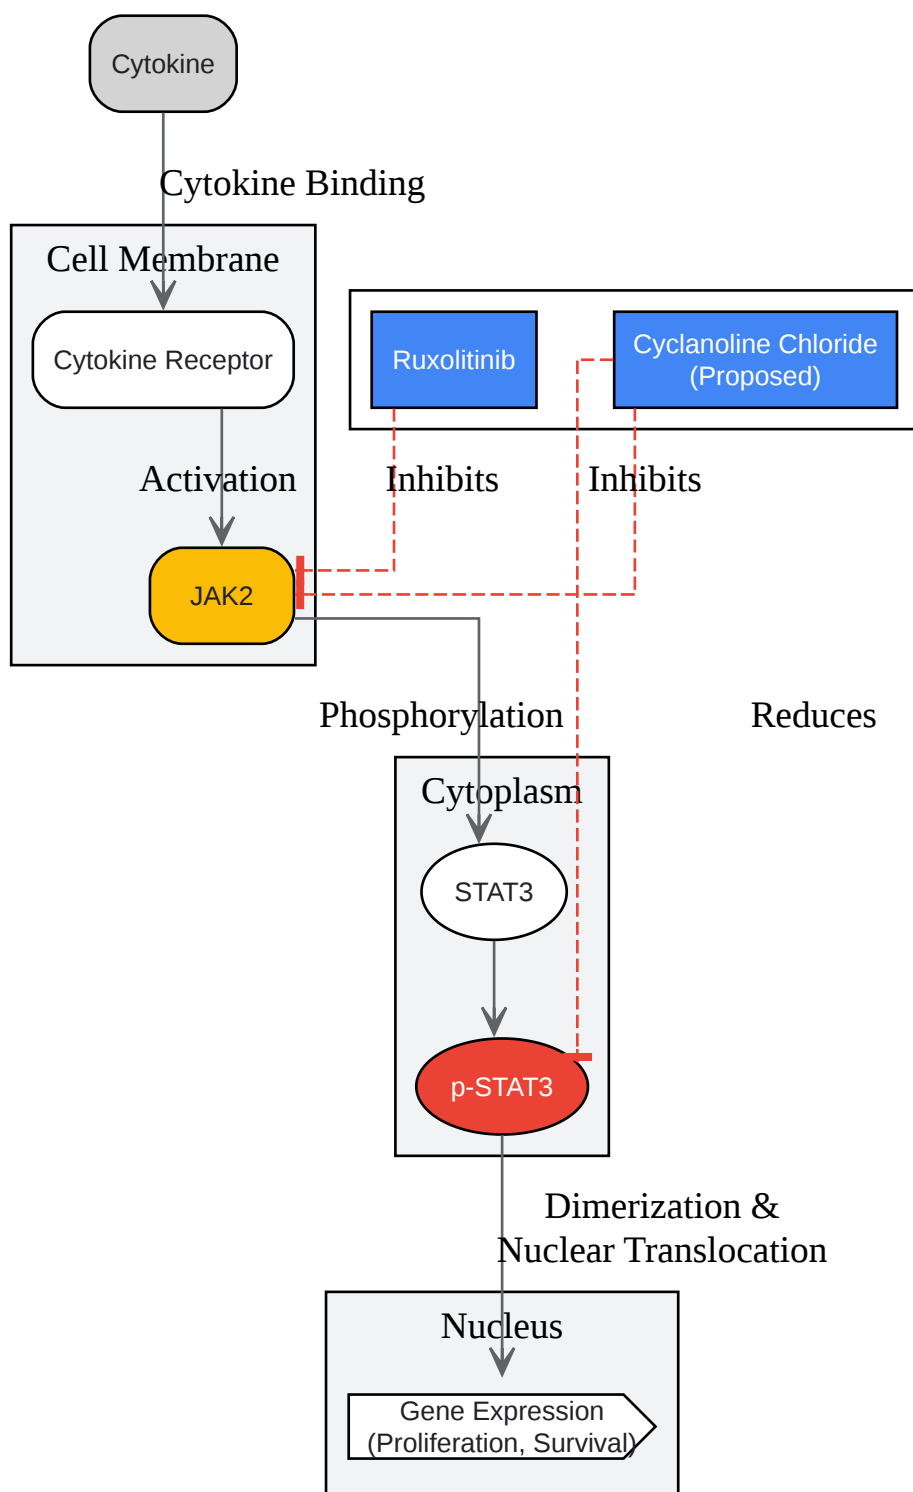 Cytokine
Cytokine Binding
Cell Membrane
Cytokine Receptor
Ruxolitinib
Cyclanoline Chloride
(Proposed)
Activation
Inhibits
Inhibits
JAK2
Phosphorylation
Reduces
Cytoplasm
STAT3
p-STAT3
Dimerization &
Nuclear Translocation
Nucleus
Gene Expression
(Proliferation, Survival)